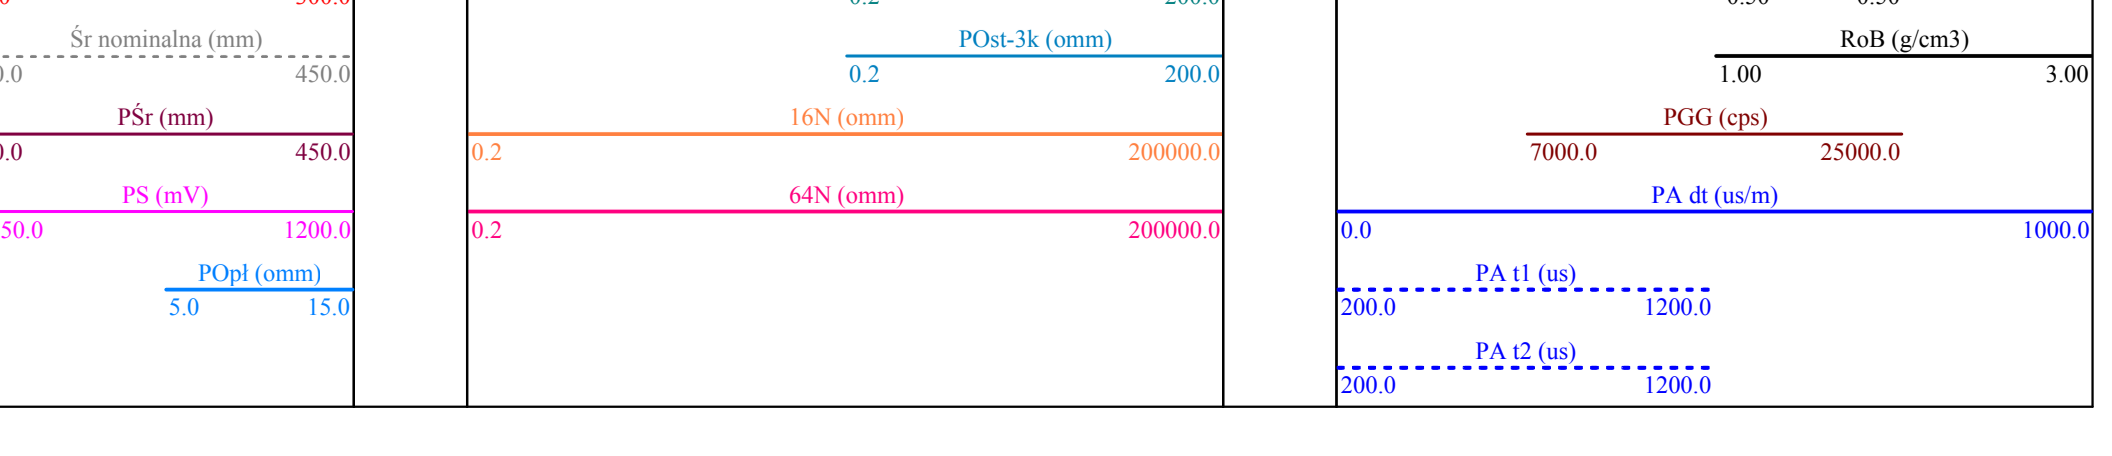 Śr nominalna (mm)
450.0
PŚr (mm)
450.0
PS (mV)
50.0 1200.0
POpł (omm)
5.0 15.0
POst-3k (omm)
0.2 200.0
16N (omm)
0.2 200000.0
64N (omm)
0.2 200000.0
RoB (g/cm3)
1.00 3.00
PGG (cps)
7000.0 25000.0
PA dt (us/m)
0.0 1000.0
PA t1 (us)
200.0 1200.0
PA t2 (us)
200.0 1200.0